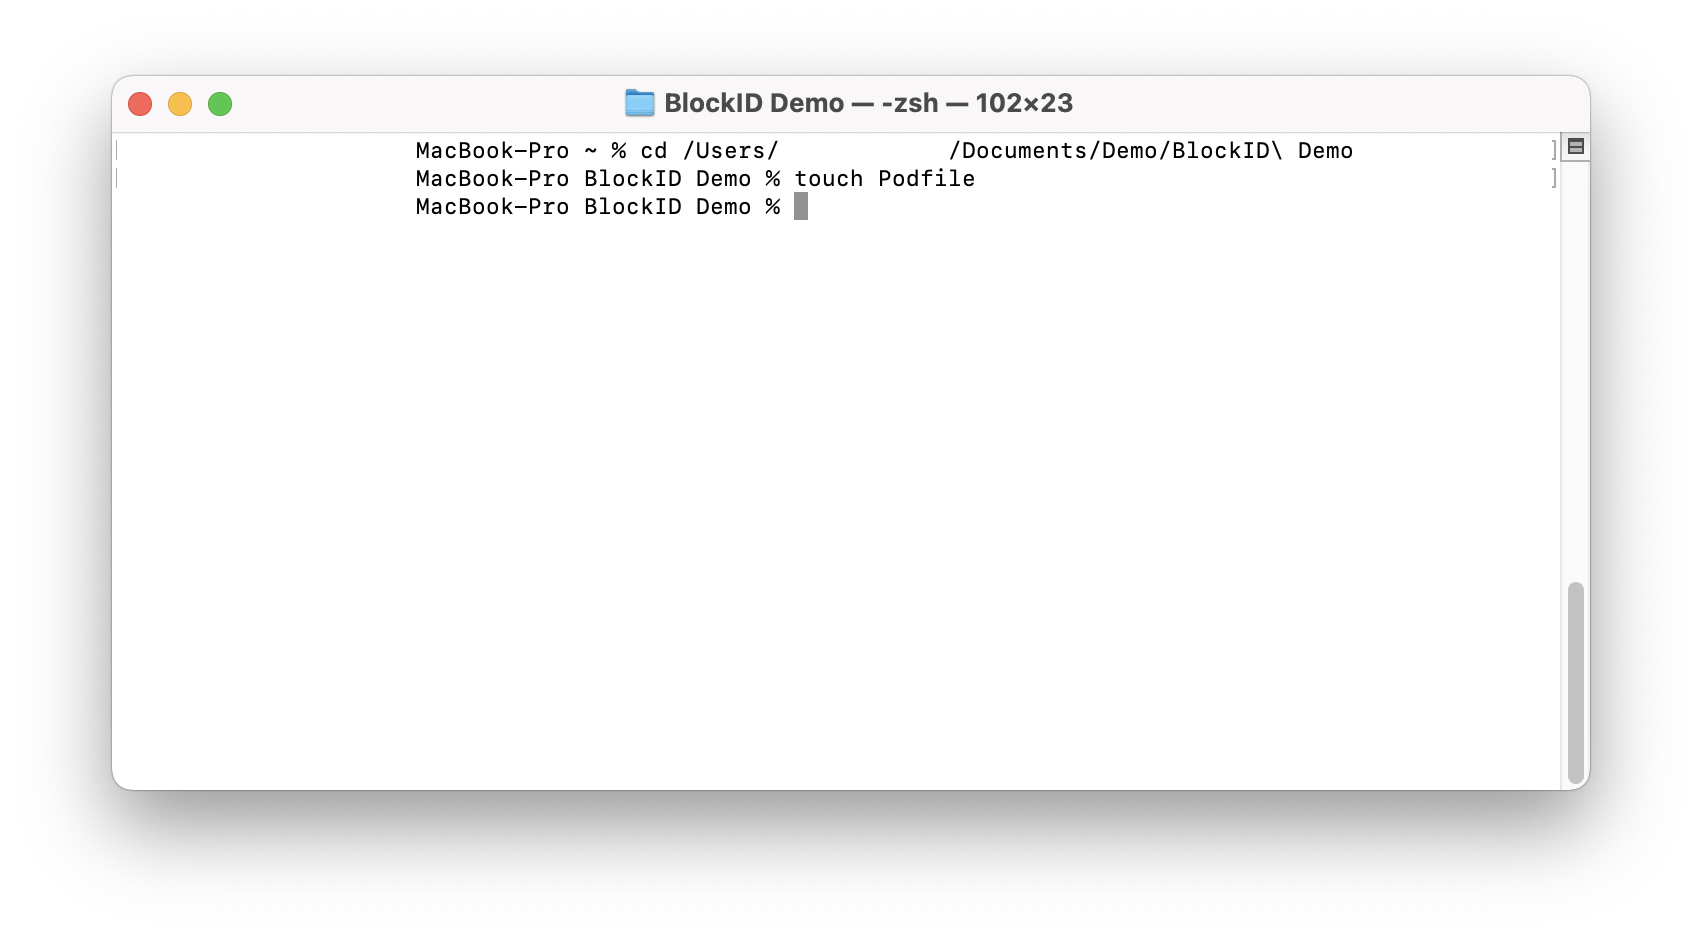 BlockID Demo — -zsh — 102×23
MacBook-Pro ~ % cd /Users/ /Documents/Demo/BlockID\ Demo
MacBook-Pro BlockID Demo % touch Podfile
MacBook-Pro BlockID Demo %